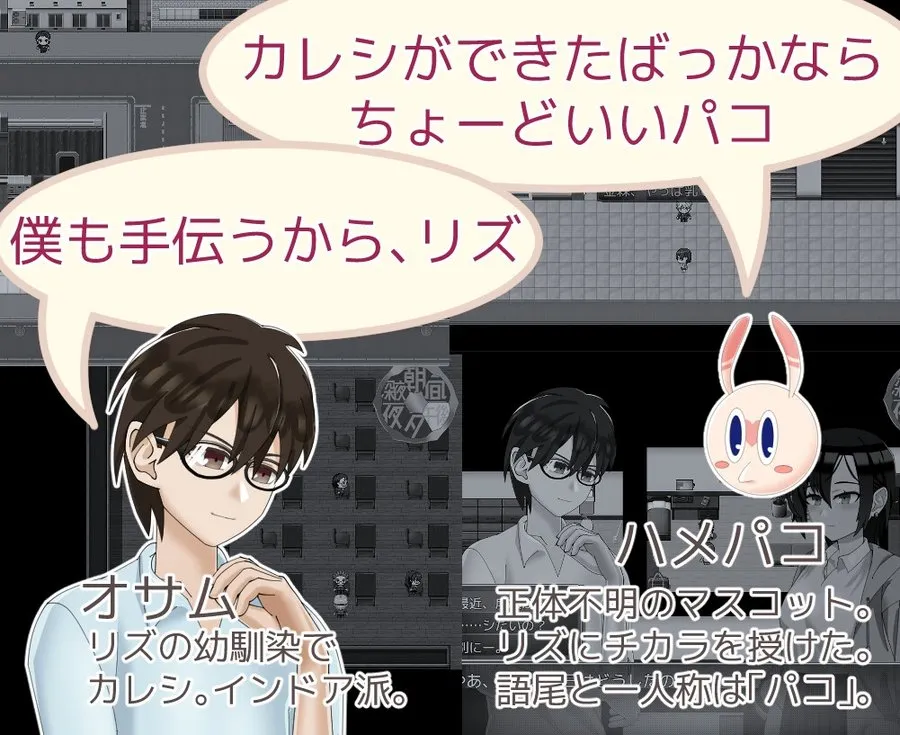 カレシができたばっかなら
ちょーどいいパコ
僕も手伝うから、リズ
オサム
リズの幼馴染で
カレシ。インドア派。
ハメパコ
正体不明のマスコット。
リズにチカラを授けた。
語尾と一人称は「パコ」。